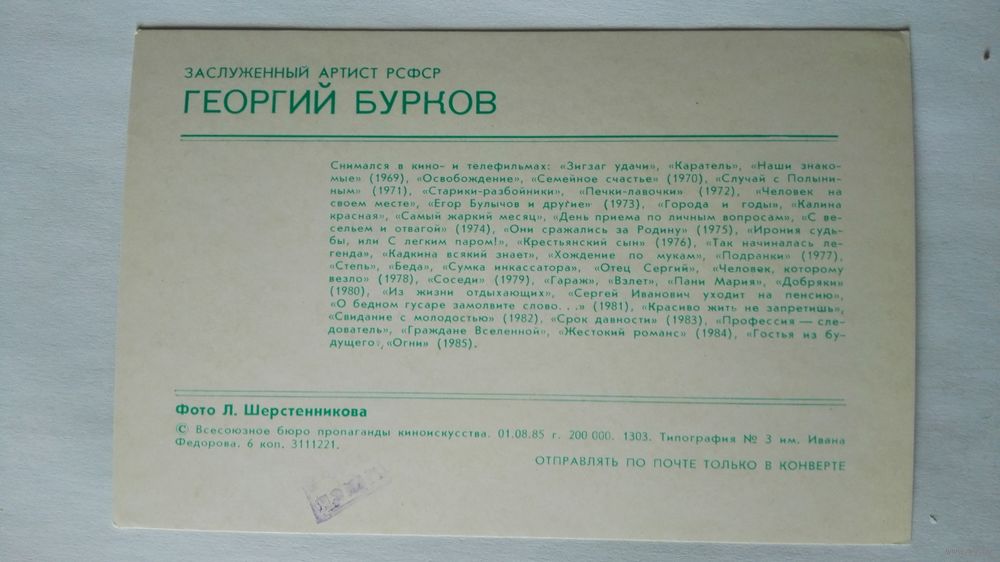 ЗАСЛУЖЕННЫЙ АРТИСТ РСФСР
ГЕОРГИЙ БУРКОВ
Снимался в кино- и телефильмах: «Зигзаг удачи», «Каратель», «Наши знако-
мые» (1969), «Освобождение», «Семейное счастье» (1970), «Случай с Полыни-
ным» (1971), «Старики-разбойники», «Печки-лавочки» (1972), «Человек на
своем месте», «Егор Булычов и другие» (1973), «Города и годы», «Калина
красная», «Самый жаркий месяц», «День приема по личным вопросам», «С ве-
сельем и отвагой» (1974), «Они сражались за Родину» (1975), «Ирония судь-
бы, или С легким паром!», «Крестьянский сын» (1976), «Так начиналась ле-
генда», «Кадкина всякий знает», «Хождение по мукам», «Подранки» (1977),
«Степь», «Беда», «Сумка инкассатора», «Отец Сергий», «Человек, которому
везло» (1978), «Соседи» (1979), «Гараж», «Взлет», «Пани Мария», «Добряки»
(1980), «Из жизни отдыхающих», «Сергей Иванович уходит на пенсию»,
«О бедном гусаре замолвите слово...» (1981), «Красиво жить не запретишь»,
«Свидание с молодостью» (1982), «Срок давности» (1983), «Профессия — сле-
дователь», «Граждане Вселенной», «Жестокий романс» (1984), «Гостья из бу-
дущего», «Огни» (1985).
Фото Л. Шерстенникова
© Всесоюзное бюро пропаганды киноискусства. 01.08.85 г. 200 000. 1303. Типография № 3 им. Ивана
Федорова. 6 коп. 3111221.
ОТПРАВЛЯТЬ ПО ПОЧТЕ ТОЛЬКО В КОНВЕРТЕ